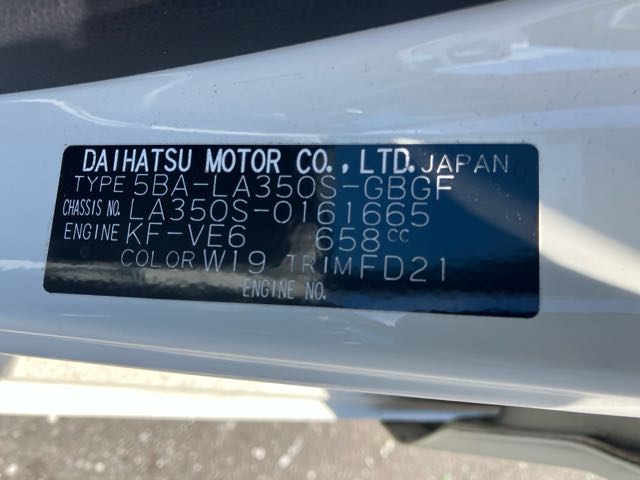 DAIHATSU MOTOR CO., LTD. JAPAN
TYPE 5BA-LA350S-GBGF
CHASSIS NO. LA350S-0161665
ENGINE KF-VE6 658cc
COLOR W19 TRIM FD21
ENGINE NO.